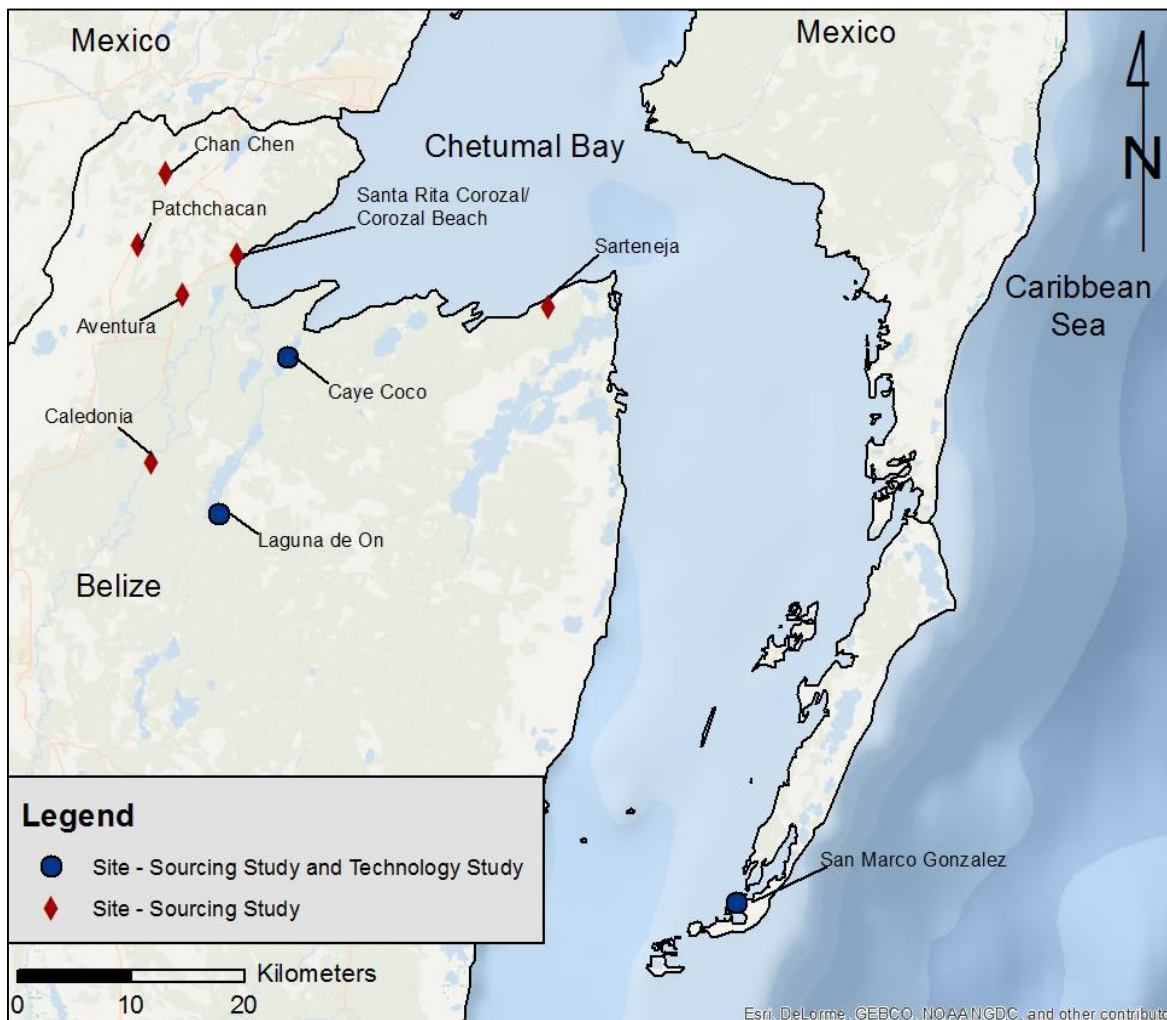 Mexico
Mexico
N
Chan Chen
Chetumal Bay
Patchchacan
Santa Rita Corozal/
Corozal Beach
Sarteneja
Caribbean
Sea
Aventura
Caye Coco
Caledonia
Laguna de On
Belize
Legend
Site - Sourcing Study and Technology Study
Site - Sourcing Study
San Marco Gonzalez
Kilometers
0 10 20
Esri, DeLorme, GEBCO, NOAA NGDC, and other contributo